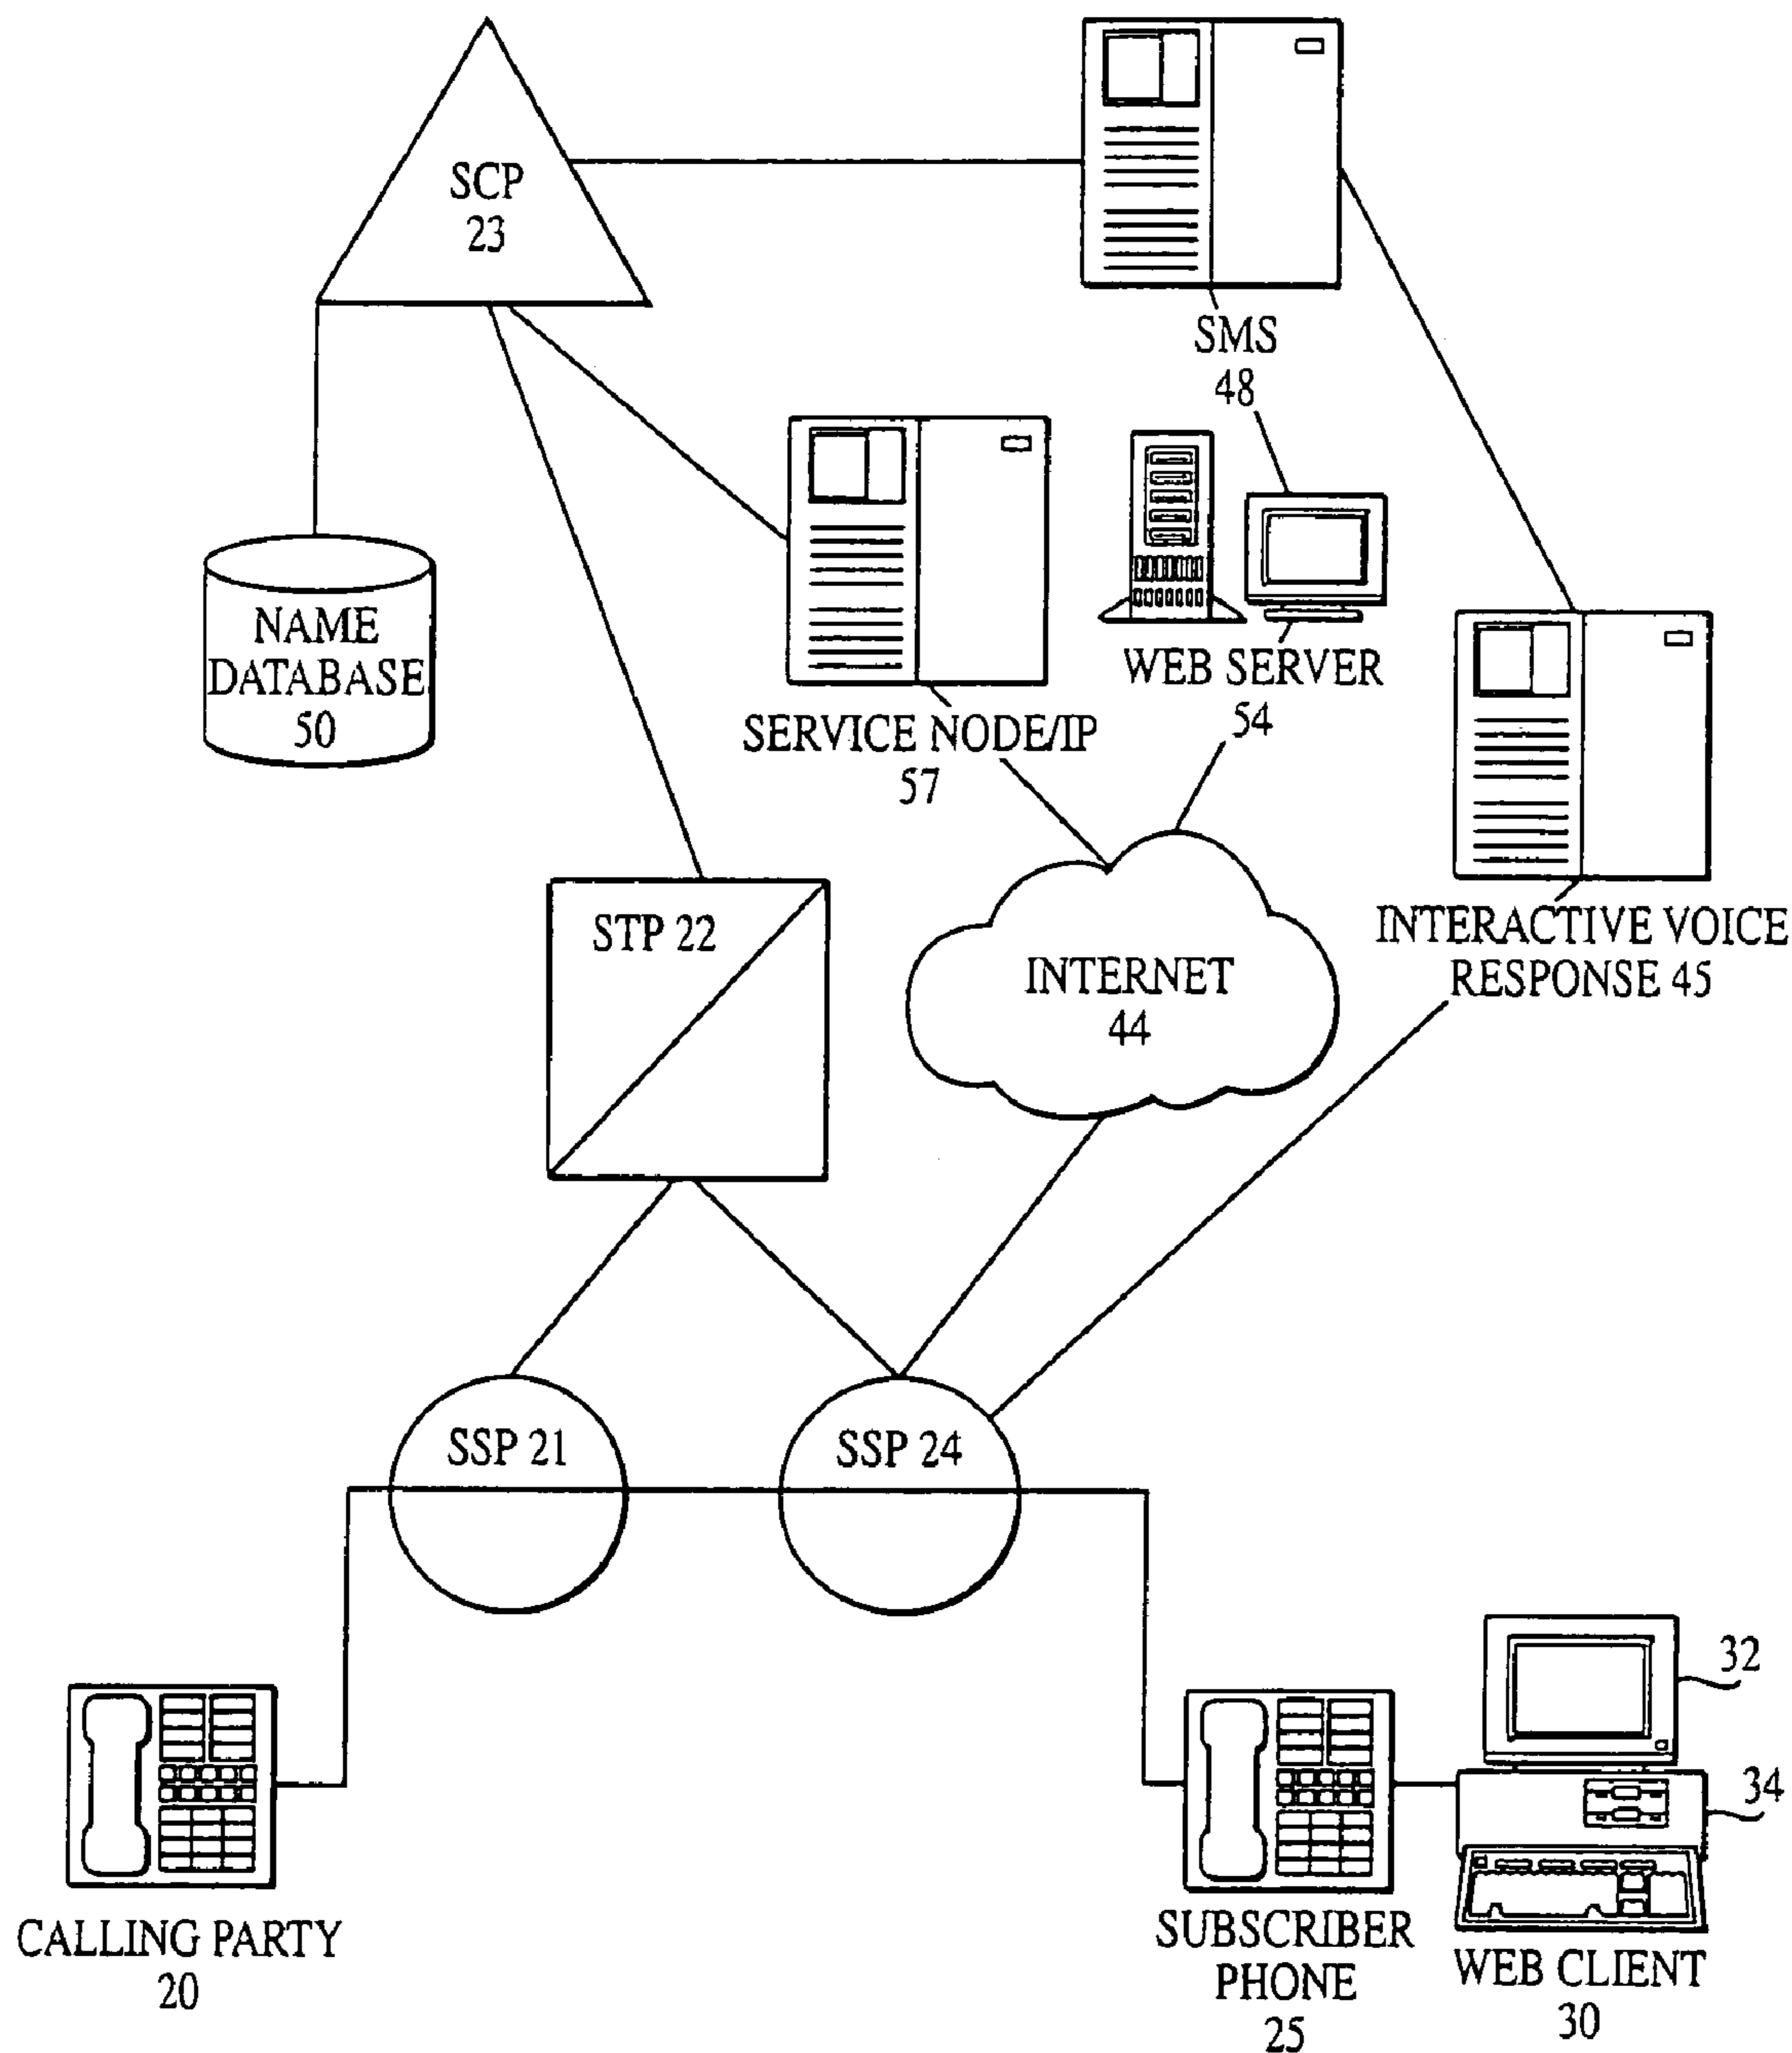 SCP
23
SMS
48
NAME
DATABASE
50
SERVICE NODE/IP
57
WEB SERVER
54
INTERACTIVE VOICE
RESPONSE 45
STP 22
INTERNET
44
SSP 21
SSP 24
32
34
CALLING PARTY
20
SUBSCRIBER
PHONE
25
WEB CLIENT
30